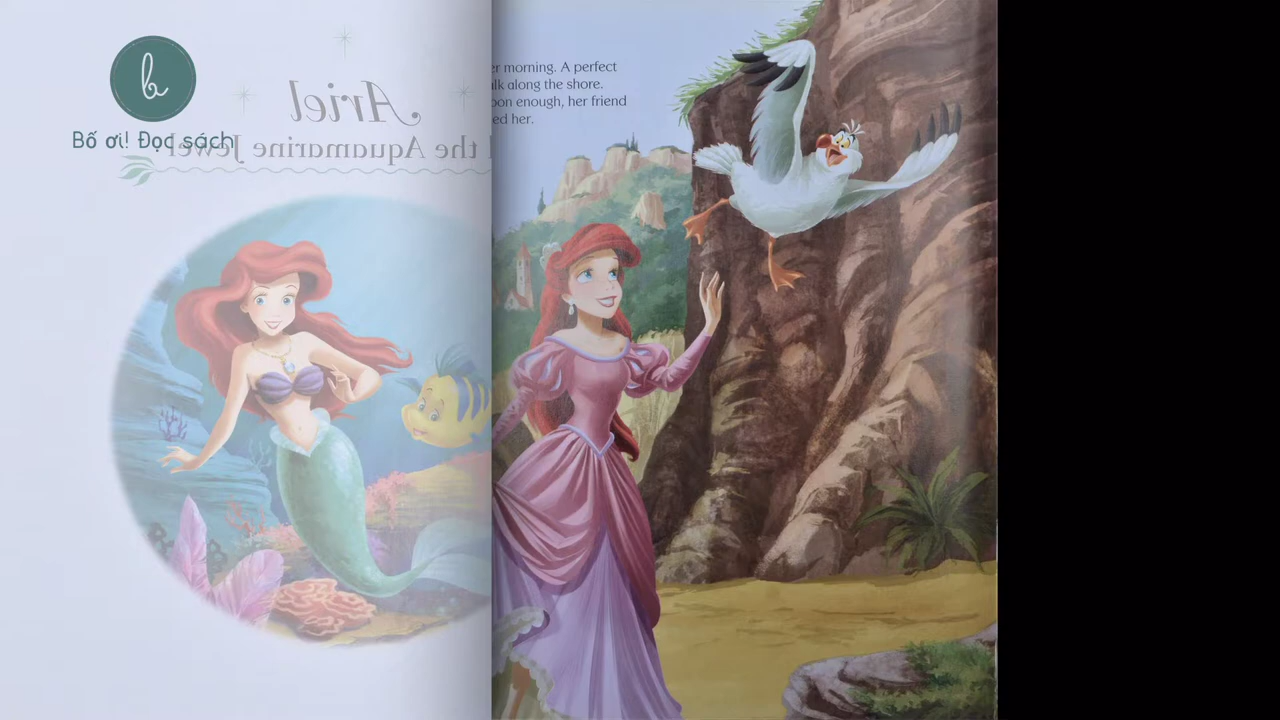 b
Bố ơi! Đọc sách
Ariel
the Aquamarine Jewel
er morning. A perfect
alk along the shore.
oon enough, her friend
ed her.